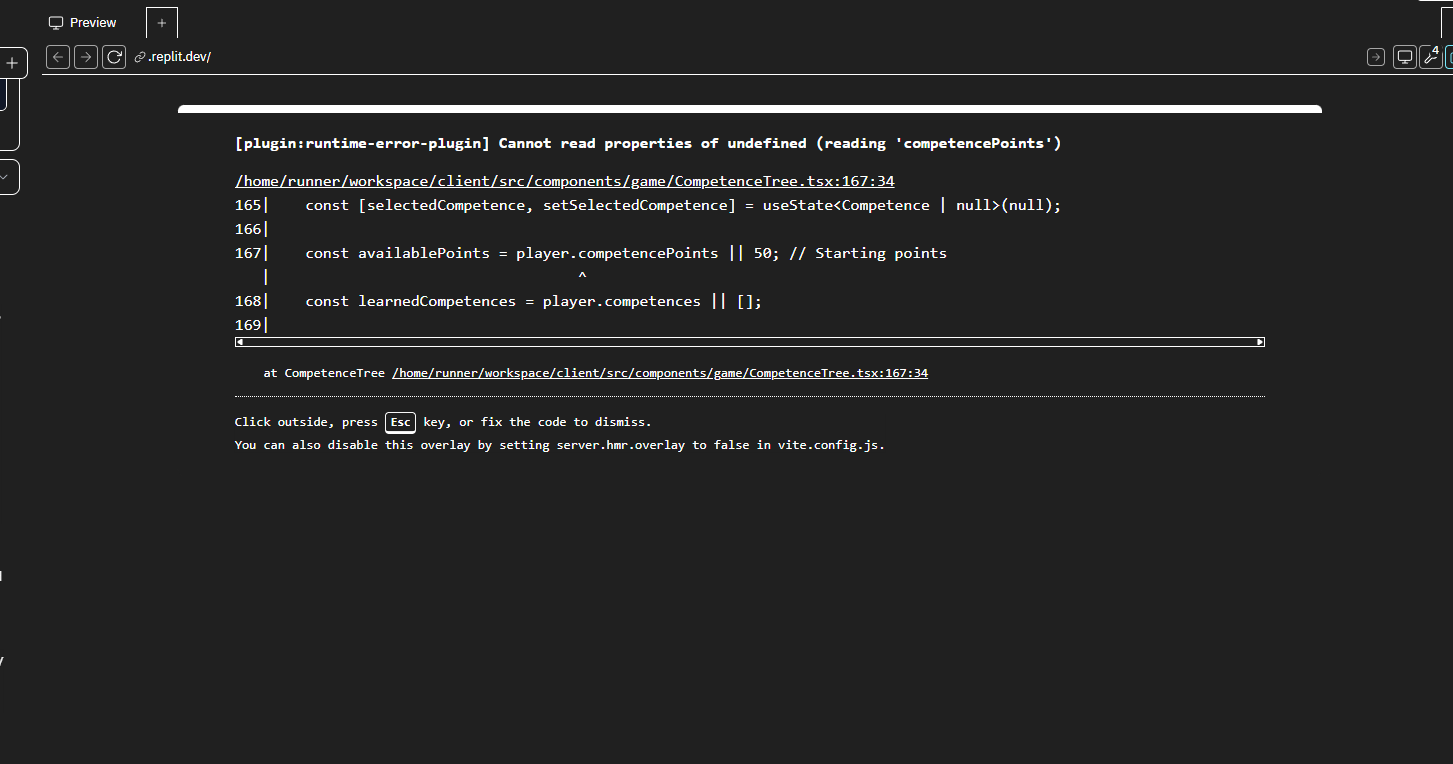 Preview
+
+
.replit.dev/
4
[plugin:runtime-error-plugin] Cannot read properties of undefined (reading 'competencePoints')
/home/runner/workspace/client/src/components/game/CompetenceTree.tsx:167:34
165|    const [selectedCompetence, setSelectedCompetence] = useState<Competence | null>(null);
166|
167|    const availablePoints = player.competencePoints || 50; // Starting points
   |                                   ^
168|    const learnedCompetences = player.competences || [];
169|
at CompetenceTree /home/runner/workspace/client/src/components/game/CompetenceTree.tsx:167:34
Click outside, press Esc key, or fix the code to dismiss.
You can also disable this overlay by setting server.hmr.overlay to false in vite.config.js.